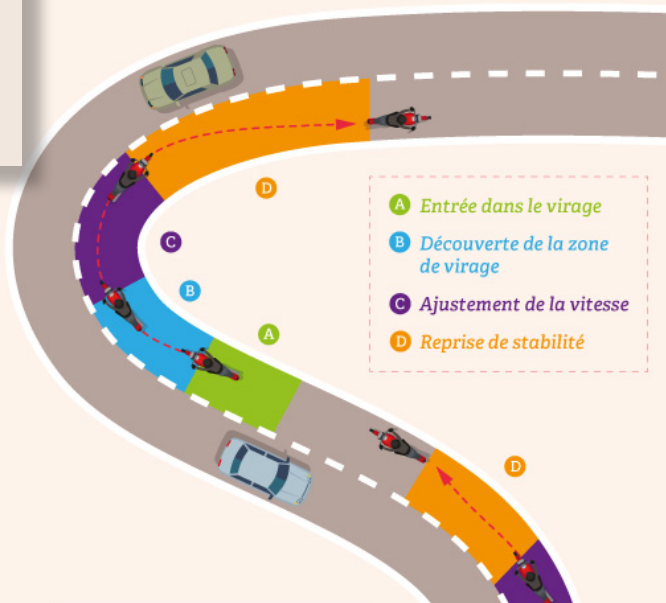 D
C
B
A
D
A Entrée dans le virage
B Découverte de la zone
de virage
C Ajustement de la vitesse
D Reprise de stabilité